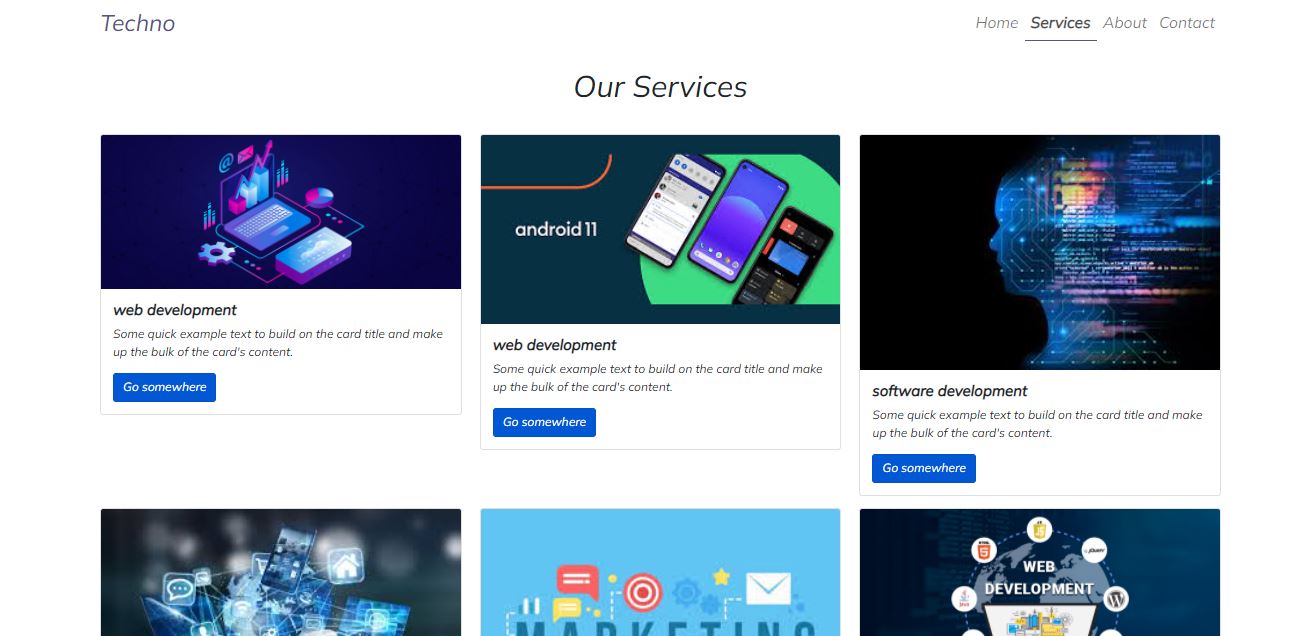 Techno
Home Services About Contact
Our Services
android 11
web development
Some quick example text to build on the card title and make
up the bulk of the card's content.
Go somewhere
web development
Some quick example text to build on the card title and make
up the bulk of the card's content.
Go somewhere
software development
Some quick example text to build on the card title and make
up the bulk of the card's content.
Go somewhere
MARKETING
HTML
JS
jQuery
WEB
DEVELOPMENT
Java